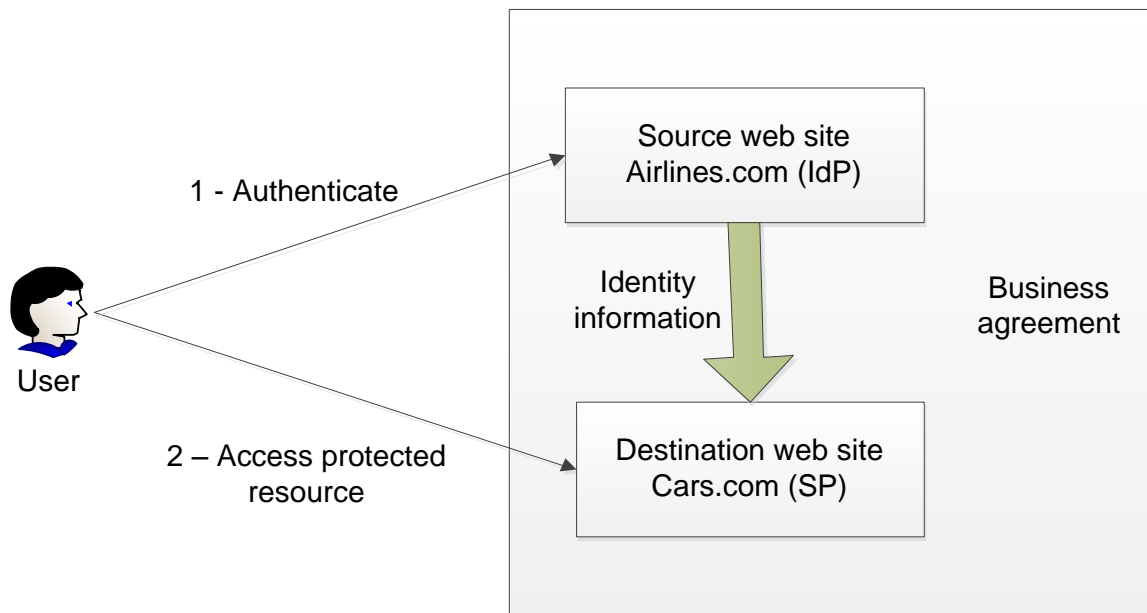 Source web site
Airlines.com (IdP)
1 - Authenticate
Identity
information
Business
agreement
User
2 – Access protected
resource
Destination web site
Cars.com (SP)